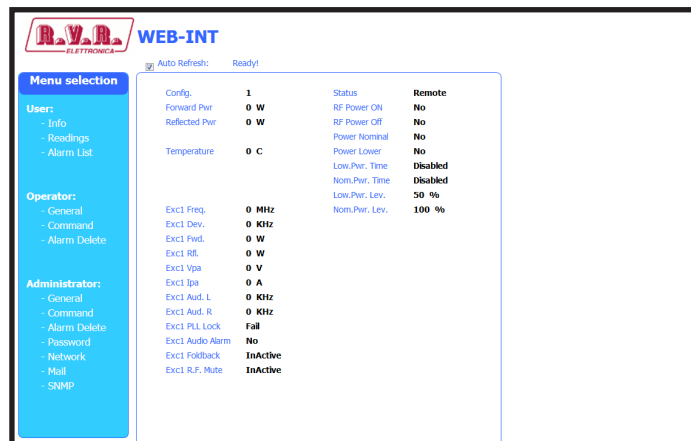 R.V.R.
ELETTRONICA
WEB-INT
Auto Refresh: Ready!
Menu selection
User:
- Info
- Readings
- Alarm List
Operator:
- General
- Command
- Alarm Delete
Administrator:
- General
- Command
- Alarm Delete
- Password
- Network
- Mail
- SNMP
Config. 1
Forward Pwr 0 W
Reflected Pwr 0 W
Temperature 0 C
Exc1 Freq. 0 MHz
Exc1 Dev. 0 KHz
Exc1 Fwd. 0 W
Exc1 Rfl. 0 W
Exc1 Vpa 0 V
Exc1 Ipa 0 A
Exc1 Aud. L 0 KHz
Exc1 Aud. R 0 KHz
Exc1 PLL Lock Fail
Exc1 Audio Alarm No
Exc1 Foldback InActive
Exc1 R.F. Mute InActive
Status Remote
RF Power ON No
RF Power Off No
Power Nominal No
Power Lower No
Low.Pwr. Time Disabled
Nom.Pwr. Time Disabled
Low.Pwr. Lev. 50 %
Nom.Pwr. Lev. 100 %